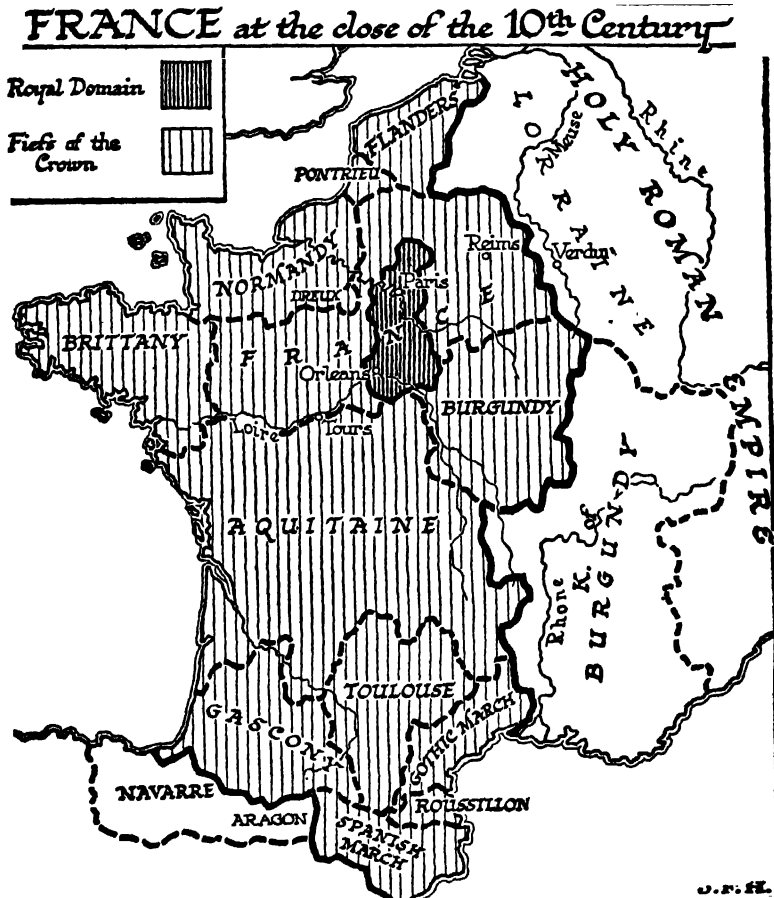 FRANCE at the close of the 10th Century
Royal Domain
Fiefs of the
Crown
FLANDERS
PONTRIEU
LORRAINE
Meuse
HOLY ROMAN
EMPIRE
Rhine
NORMANDY
DREUX
Paris
Reims
Verdun
BRITTANY
FRANCE
Orleans
BURGUNDY
Loire
Tours
AQUITAINE
K. of
BURGUNDY
Rhone
TOULOUSE
GASCONY
GOTHIC MARCH
NAVARRE
ARAGON
ROUSSILLON
SPANISH
MARCH
J.F.H.